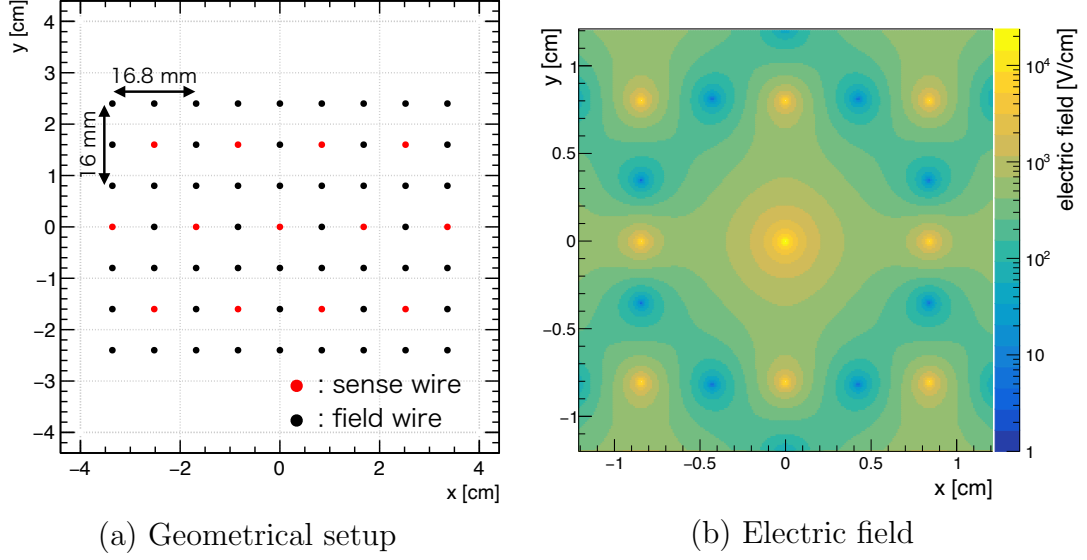 y [cm]
4
3
2
1
0
−1
−2
−3
−4
16.8 mm
16 mm
: sense wire
: field wire
−4
−2
0
2
4
x [cm]
(a) Geometrical setup
y [cm]
1
0.5
0
−0.5
−1
−1
−0.5
0
0.5
1
x [cm]
electric field [V/cm]
10⁴
10³
10²
10
1
(b) Electric field